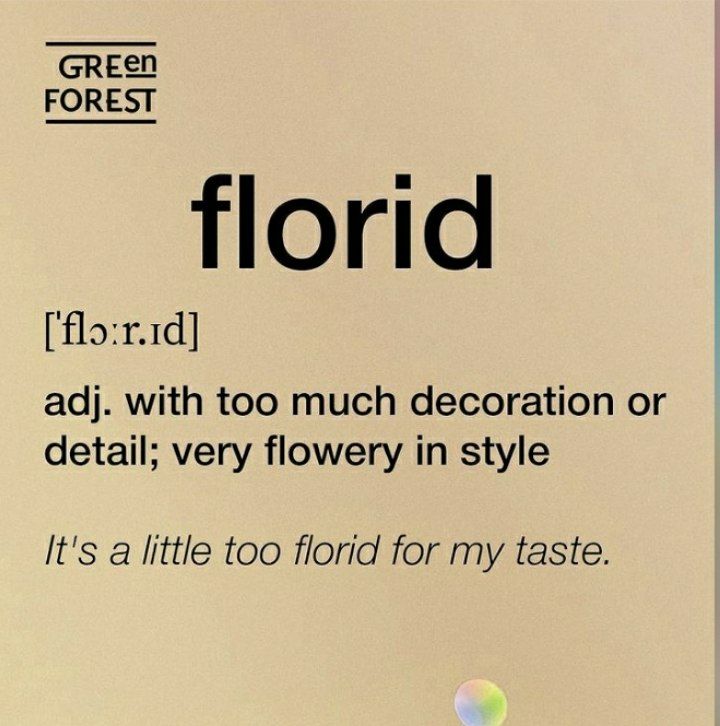 GREen
FOREST
florid
['flɔːr.ɪd]
adj. with too much decoration or
detail; very flowery in style
It's a little too florid for my taste.